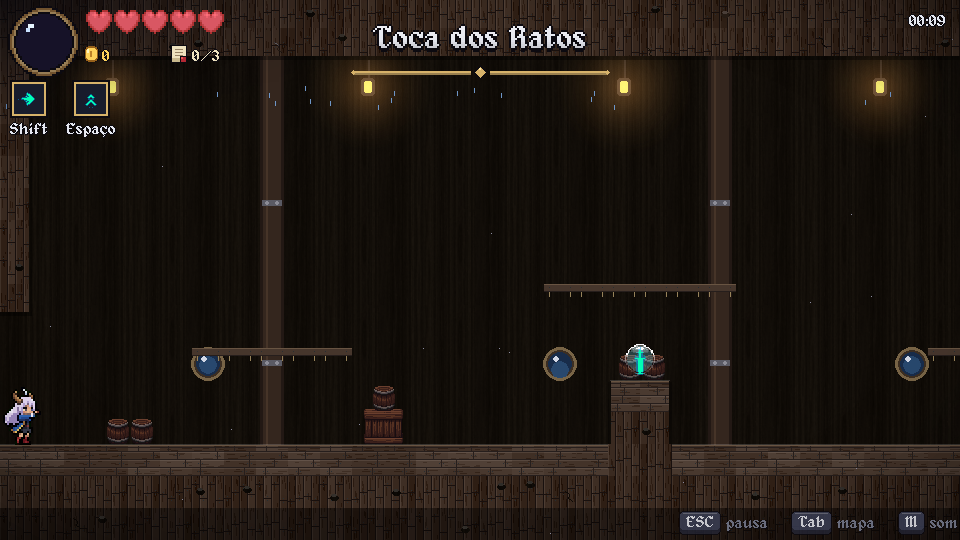 Toca dos Ratos
00:09
0
0/3
Shift
Espaço
ESC pausa
Tab mapa
M som